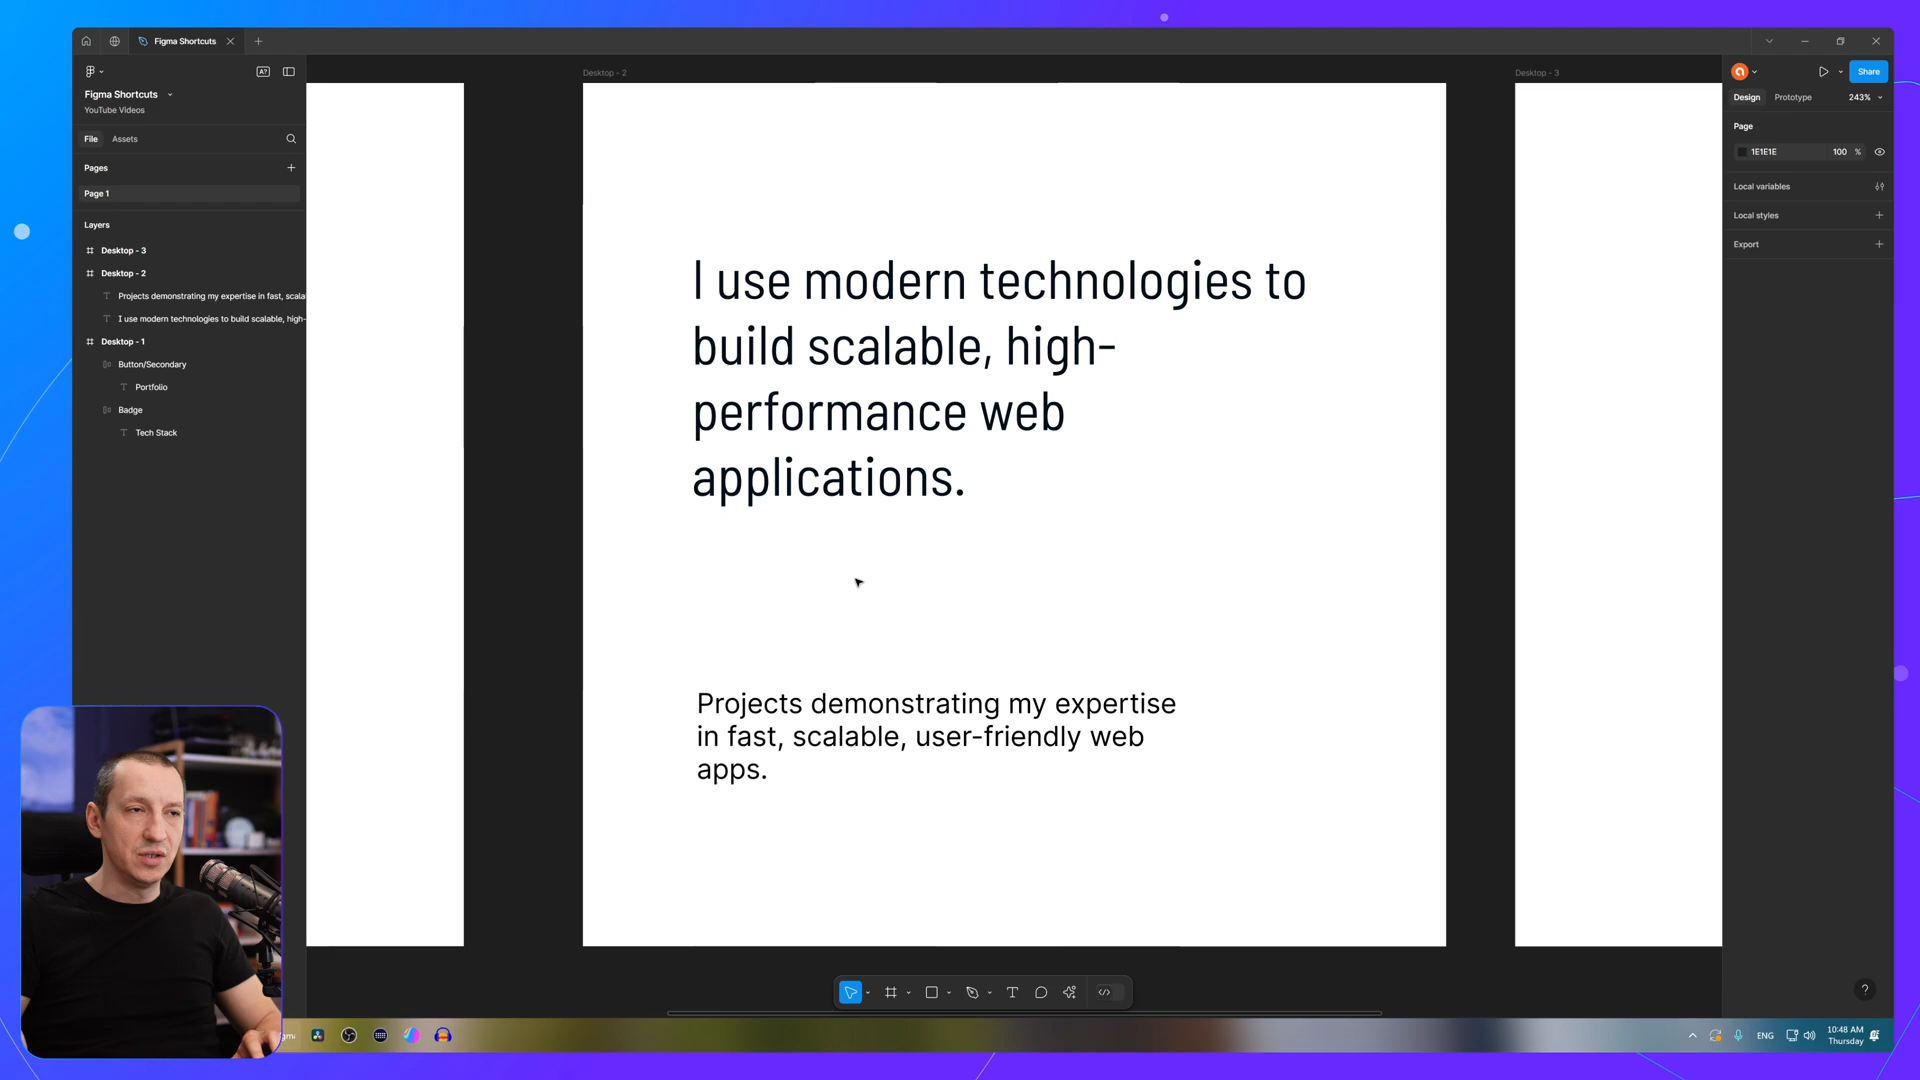 Figma Shortcuts
Figma Shortcuts
YouTube Videos
File
Assets
Pages
Page 1
Layers
Desktop - 3
Desktop - 2
Projects demonstrating my expertise in fast, scala
I use modern technologies to build scalable, high-
Desktop - 1
Button/Secondary
Portfolio
Badge
Tech Stack
Desktop - 2
Desktop - 3
I use modern technologies to
build scalable, high-
performance web
applications.
Projects demonstrating my expertise
in fast, scalable, user-friendly web
apps.
Share
Design
Prototype
243%
Page
1E1E1E
100
%
Local variables
Local styles
Export
?
ENG
10:48 AM
Thursday